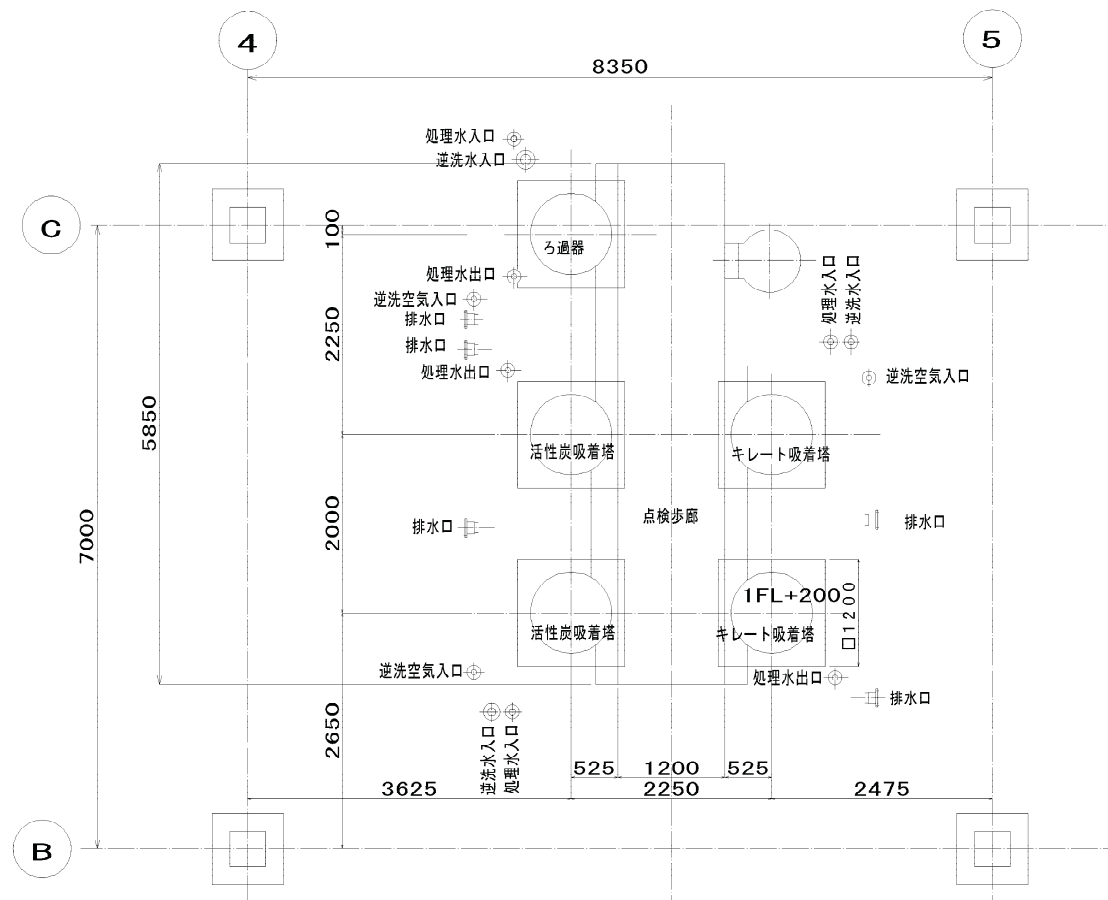 4
5
8350
処理水入口
逆洗水入口
C
100
ろ過器
処理水出口
処理水入口
逆洗水入口
逆洗空気入口
排水口
2250
排水口
処理水出口
逆洗空気入口
5850
活性炭吸着塔
キレート吸着塔
7000
2000
排水口
点検歩廊
排水口
1FL+200
□1200
活性炭吸着塔
キレート吸着塔
逆洗空気入口
処理水出口
排水口
2650
逆洗水入口
処理水入口
525
1200
525
3625
2250
2475
B